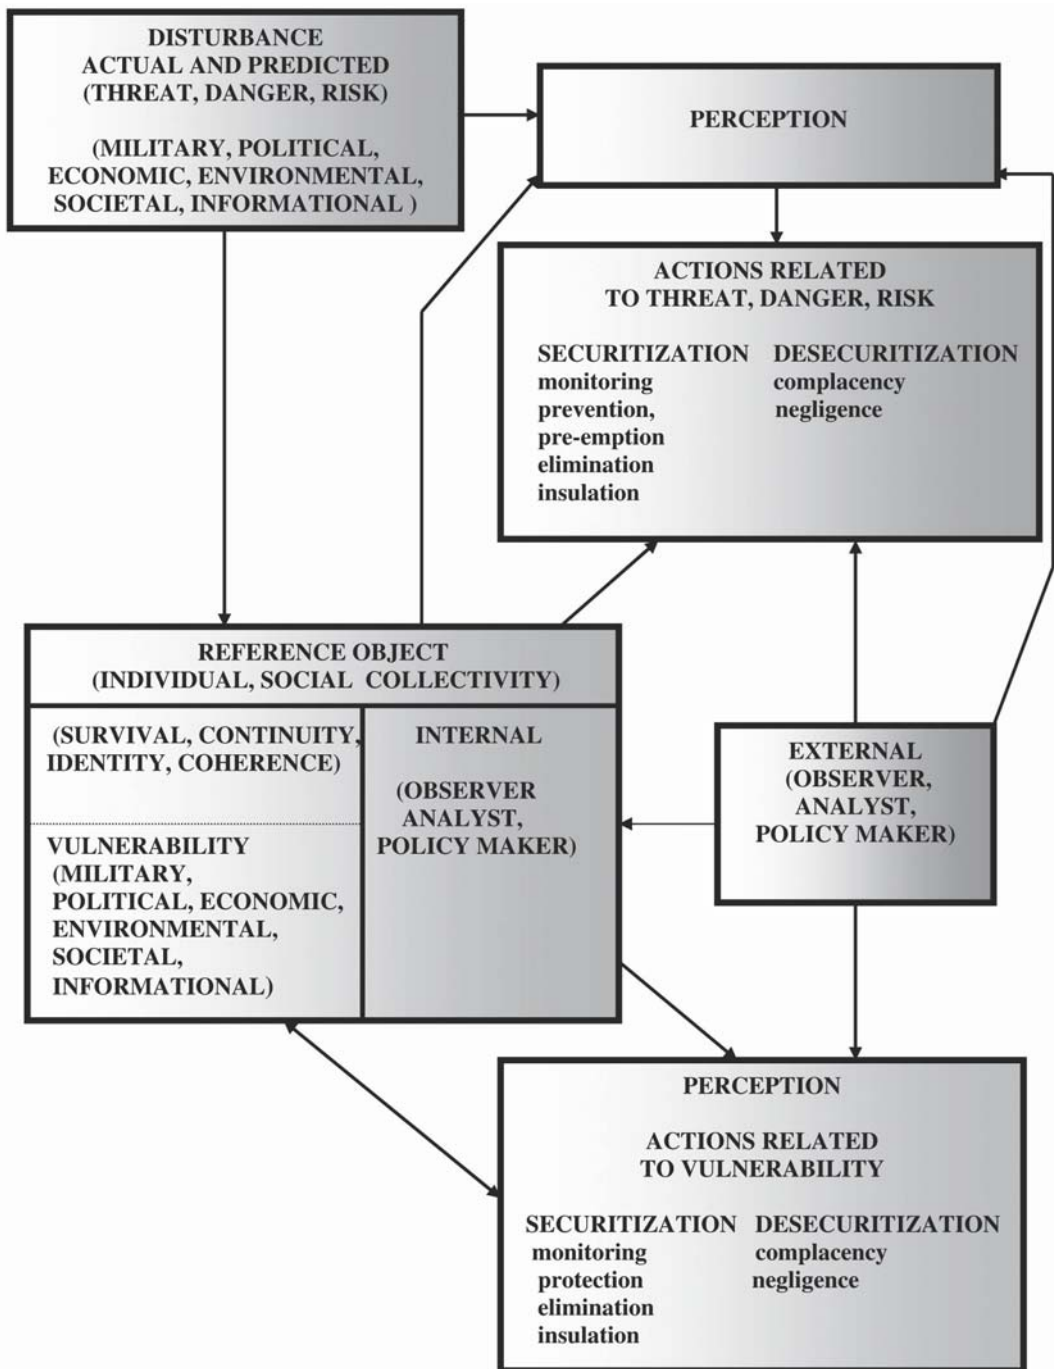 DISTURBANCE
ACTUAL AND PREDICTED
(THREAT, DANGER, RISK)
(MILITARY, POLITICAL,
ECONOMIC, ENVIRONMENTAL,
SOCIETAL, INFORMATIONAL )
PERCEPTION
ACTIONS RELATED
TO THREAT, DANGER, RISK
SECURITIZATION
monitoring
prevention,
pre-emption
elimination
insulation
DESECURITIZATION
complacency
negligence
REFERENCE OBJECT
(INDIVIDUAL, SOCIAL COLLECTIVITY)
(SURVIVAL, CONTINUITY,
IDENTITY, COHERENCE)
VULNERABILITY
(MILITARY,
POLITICAL, ECONOMIC,
ENVIRONMENTAL,
SOCIETAL,
INFORMATIONAL)
INTERNAL
(OBSERVER
ANALYST,
POLICY MAKER)
EXTERNAL
(OBSERVER,
ANALYST,
POLICY MAKER)
PERCEPTION
ACTIONS RELATED
TO VULNERABILITY
SECURITIZATION
monitoring
protection
elimination
insulation
DESECURITIZATION
complacency
negligence